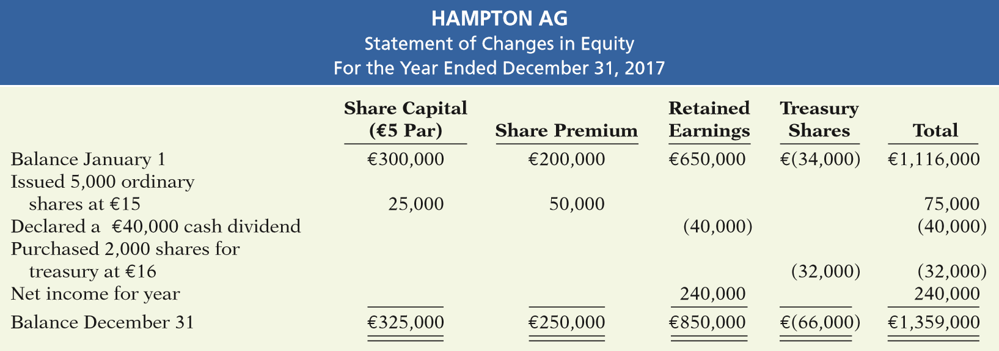 HAMPTON AG
Statement of Changes in Equity
For the Year Ended December 31, 2017
Share Capital Retained Treasury
(€5 Par) Share Premium Earnings Shares Total
Balance January 1 €300,000 €200,000 €650,000 €(34,000) €1,116,000
Issued 5,000 ordinary
shares at €15 25,000 50,000 75,000
Declared a €40,000 cash dividend (40,000) (40,000)
Purchased 2,000 shares for
treasury at €16 (32,000) (32,000)
Net income for year 240,000 240,000
Balance December 31 €325,000 €250,000 €850,000 €(66,000) €1,359,000